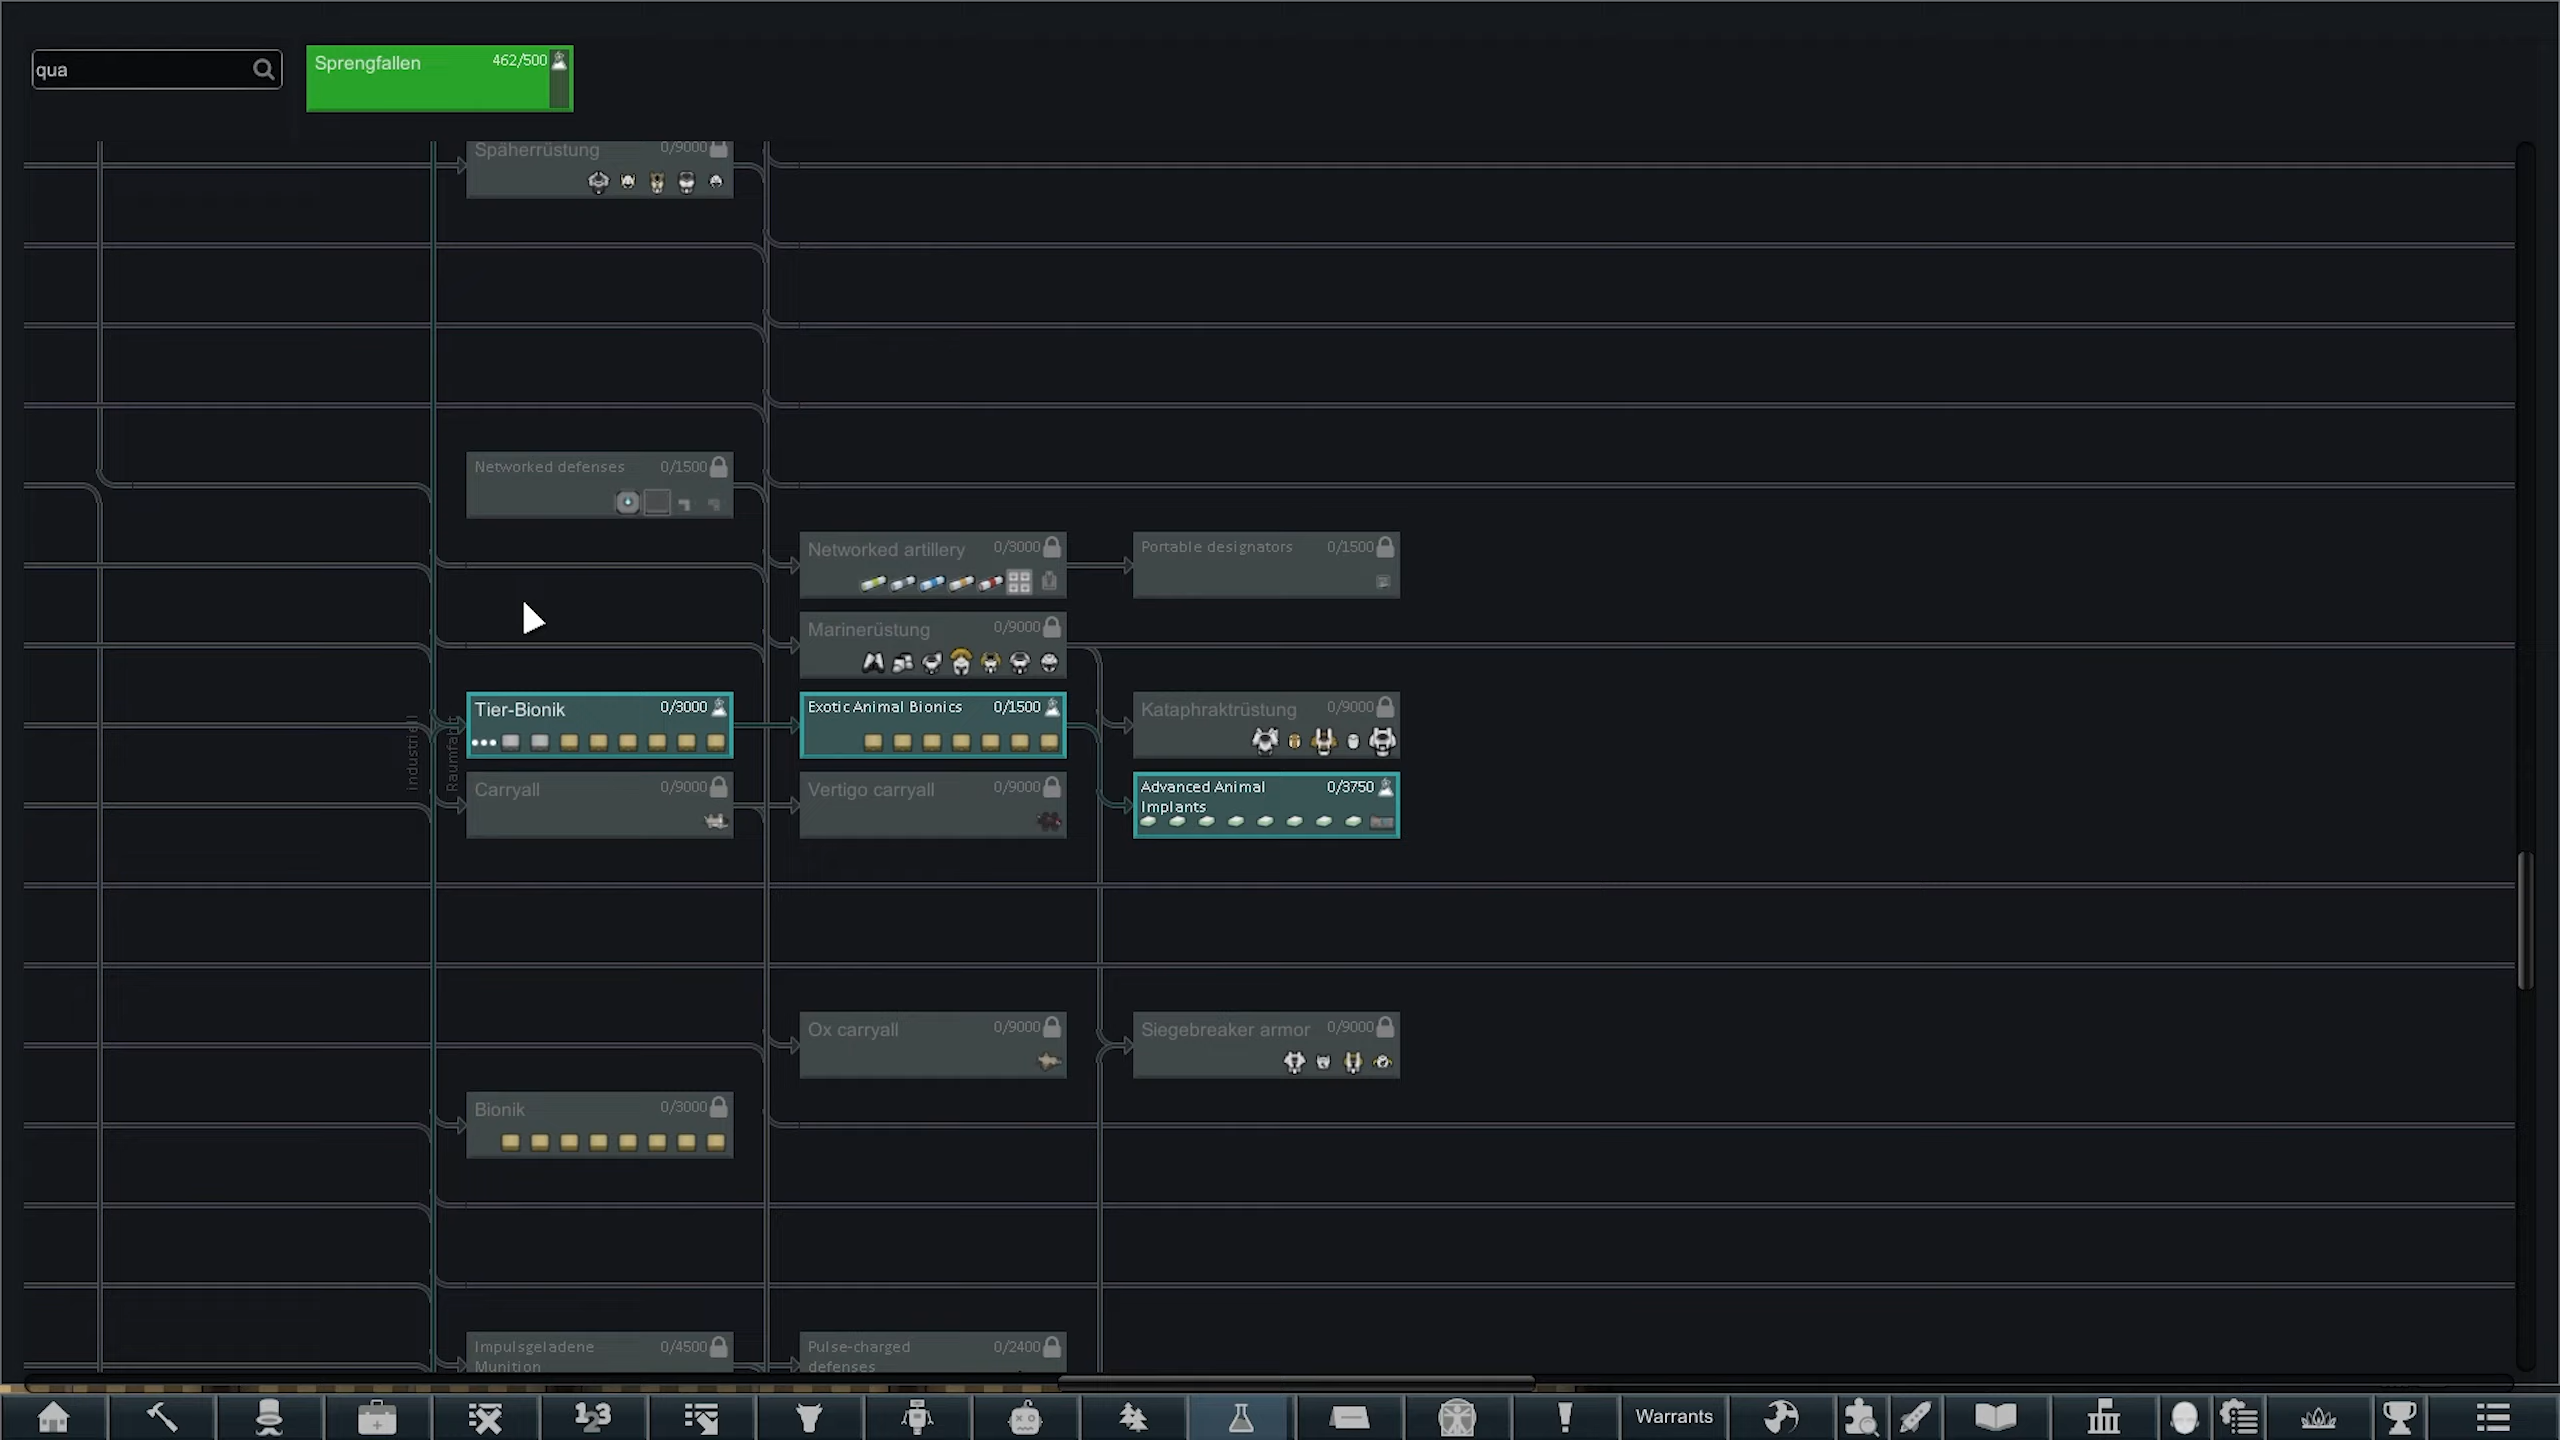 qua
Sprengfallen 462/500
Späherrüstung 0/9000
Networked defenses 0/1500
Networked artillery 0/3000
Portable designators 0/1500
Marinerüstung 0/9000
Tier-Bionik 0/3000
Exotic Animal Bionics 0/1500
Kataphraktrüstung 0/9000
industriell
Raumfahrt
Carryall 0/9000
Vertigo carryall 0/9000
Advanced Animal 0/3750
Implants
Ox carryall 0/9000
Siegebreaker armor 0/9000
Bionik 0/3000
Impulsgeladene 0/4500
Munition
Pulse-charged 0/2400
defenses
123
Warrants